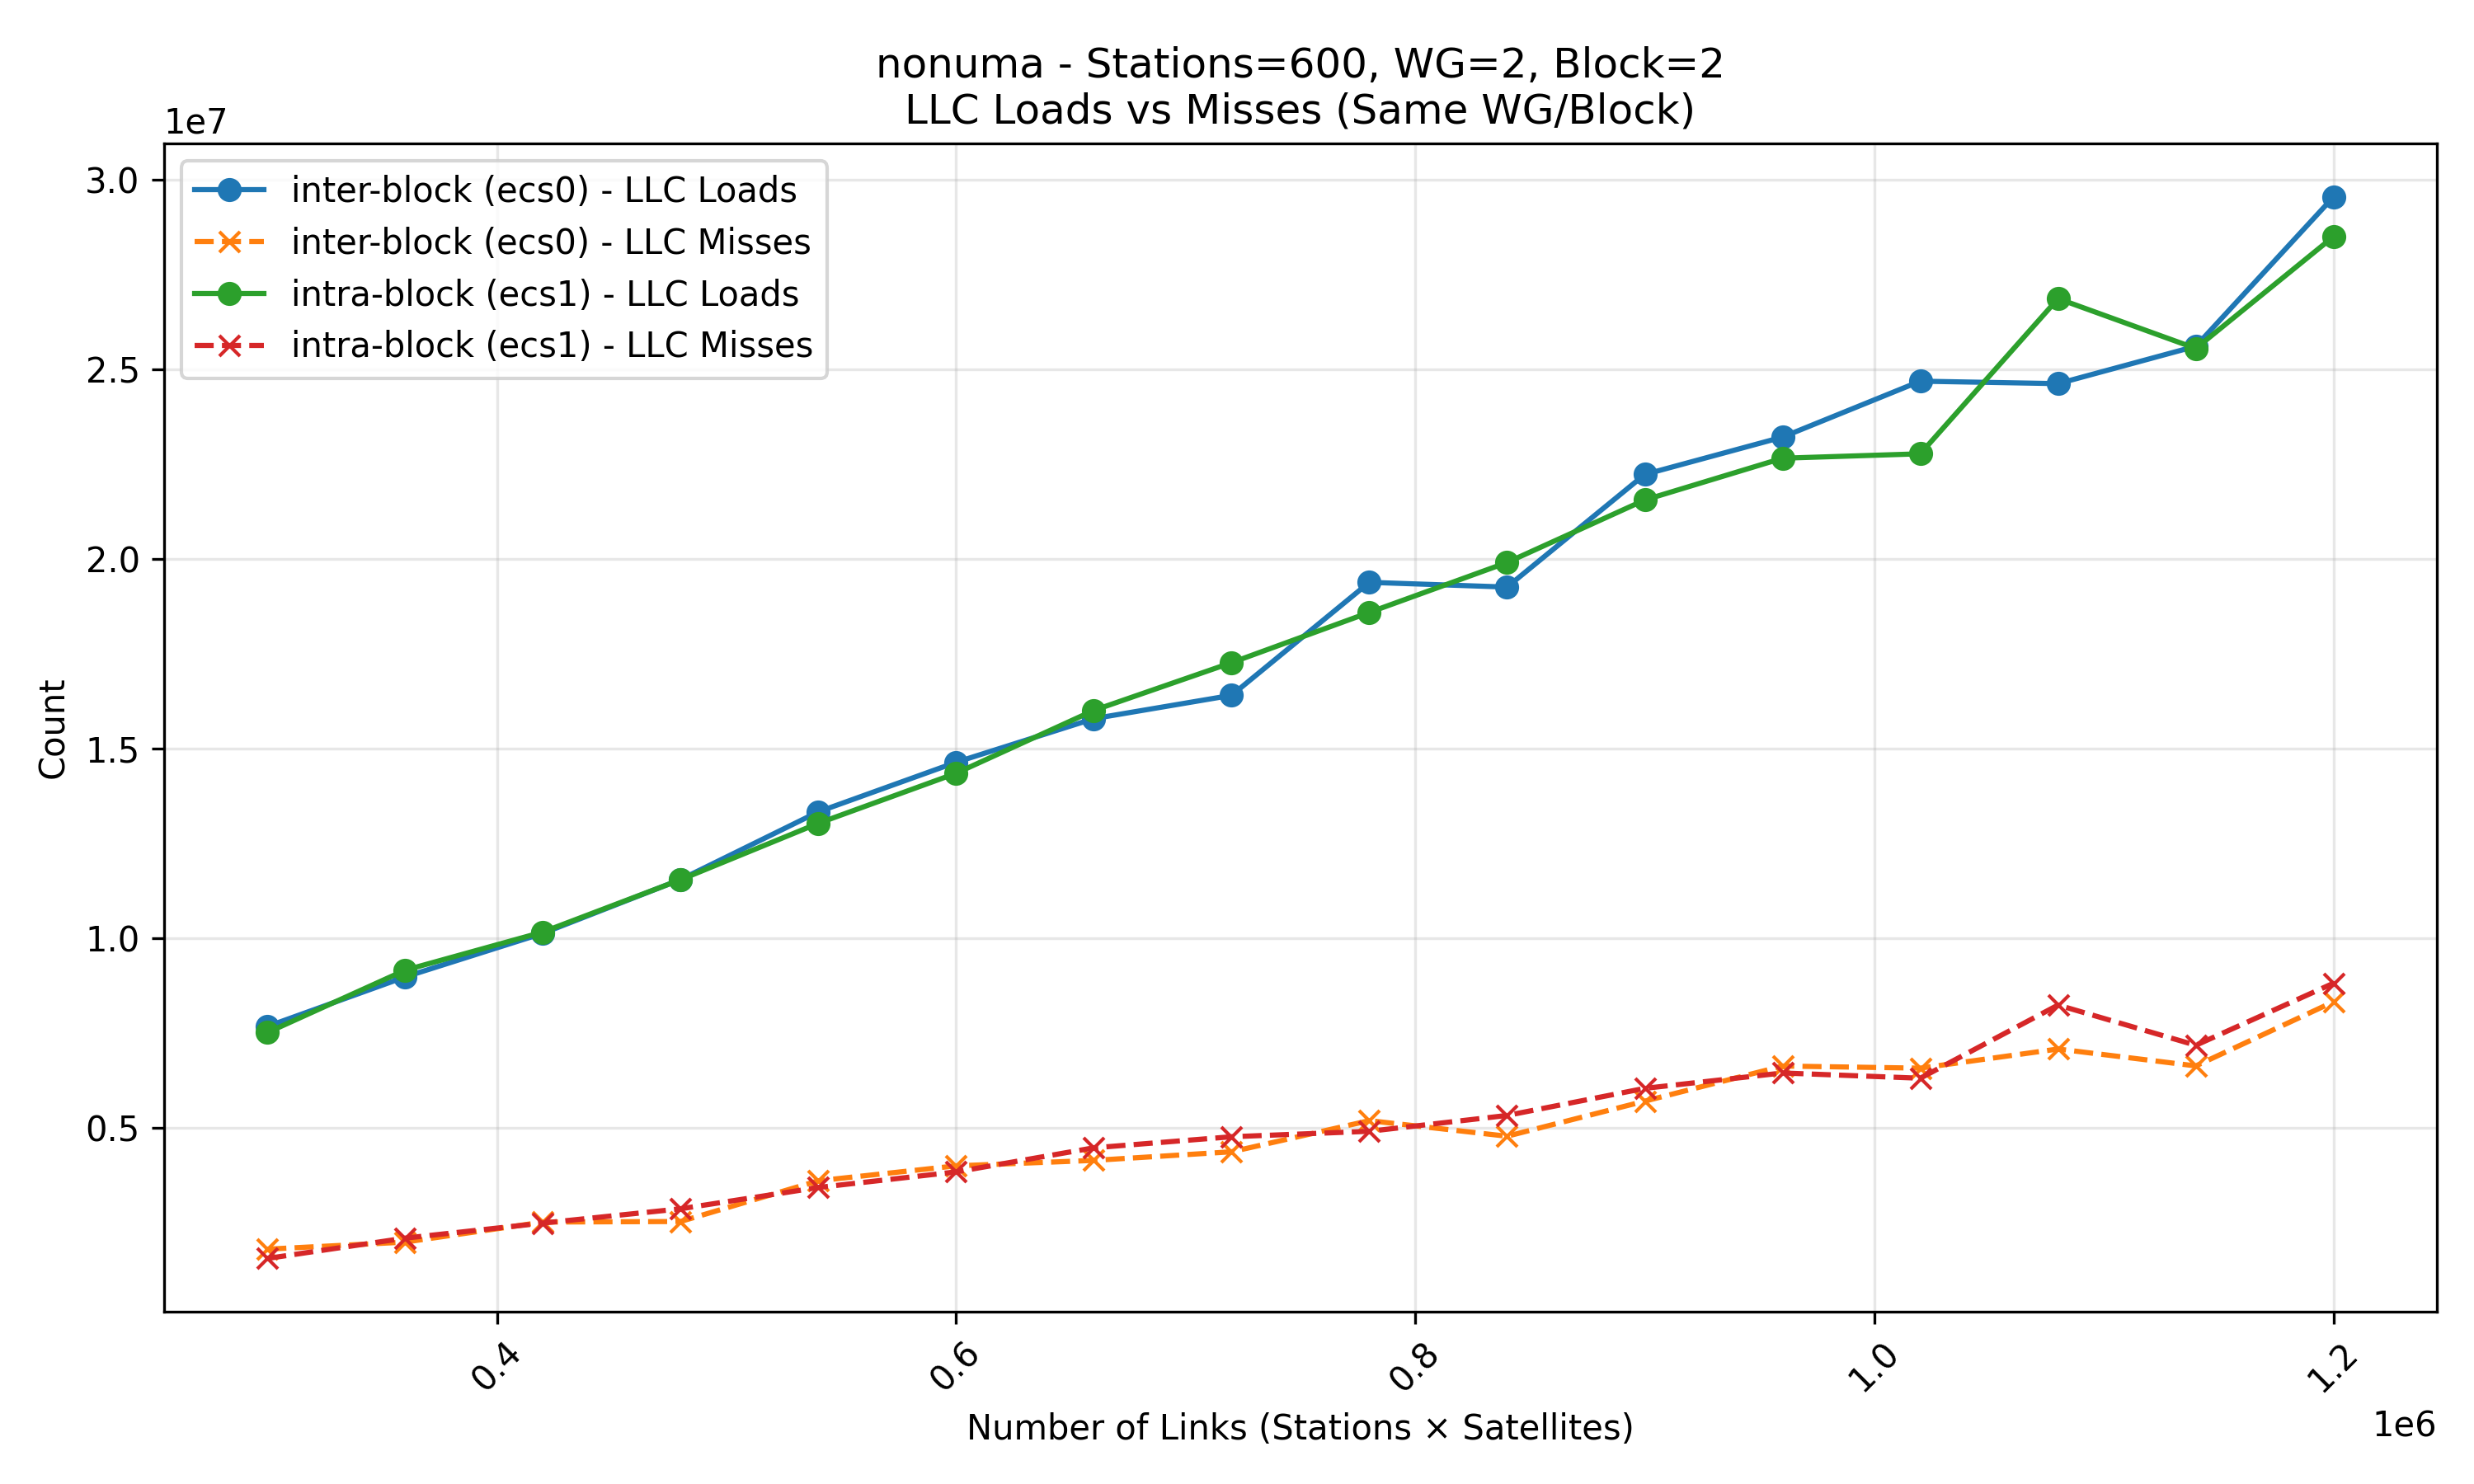 nonuma - Stations=600, WG=2, Block=2
LLC Loads vs Misses (Same WG/Block)
1e7
inter-block (ecs0) - LLC Loads
inter-block (ecs0) - LLC Misses
intra-block (ecs1) - LLC Loads
intra-block (ecs1) - LLC Misses
3.0
2.5
2.0
1.5
1.0
0.5
Count
0.4
0.6
0.8
1.0
1.2
Number of Links (Stations × Satellites)
1e6